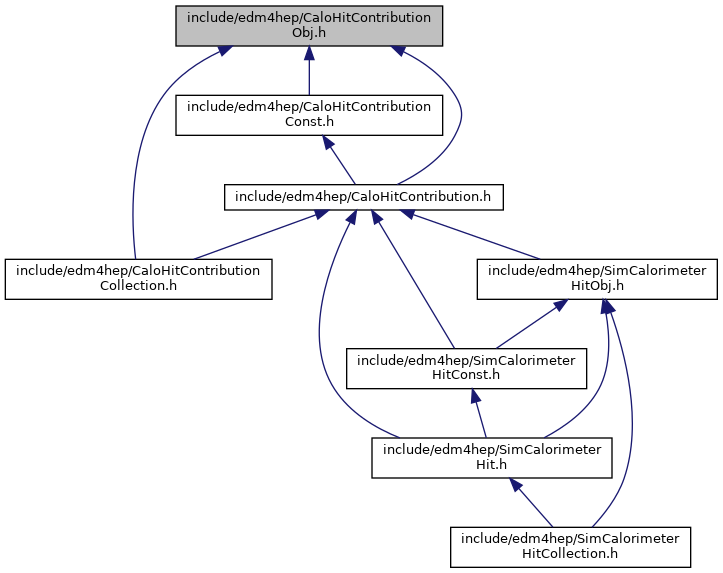 include/edm4hep/CaloHitContribution
Obj.h
include/edm4hep/CaloHitContribution
Const.h
include/edm4hep/CaloHitContribution.h
include/edm4hep/CaloHitContribution
Collection.h
include/edm4hep/SimCalorimeter
HitObj.h
include/edm4hep/SimCalorimeter
HitConst.h
include/edm4hep/SimCalorimeter
Hit.h
include/edm4hep/SimCalorimeter
HitCollection.h